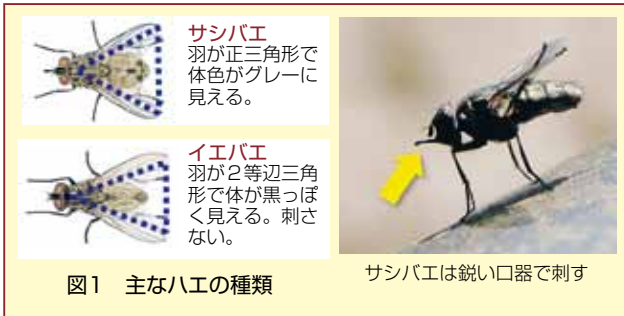 サシバエ
羽が正三角形で
体色がグレーに
見える。
イエバエ
羽が2等辺三角
形で体が黒っぽ
く見える。刺さ
ない。
図1 主なハエの種類
サシバエは鋭い口器で刺す